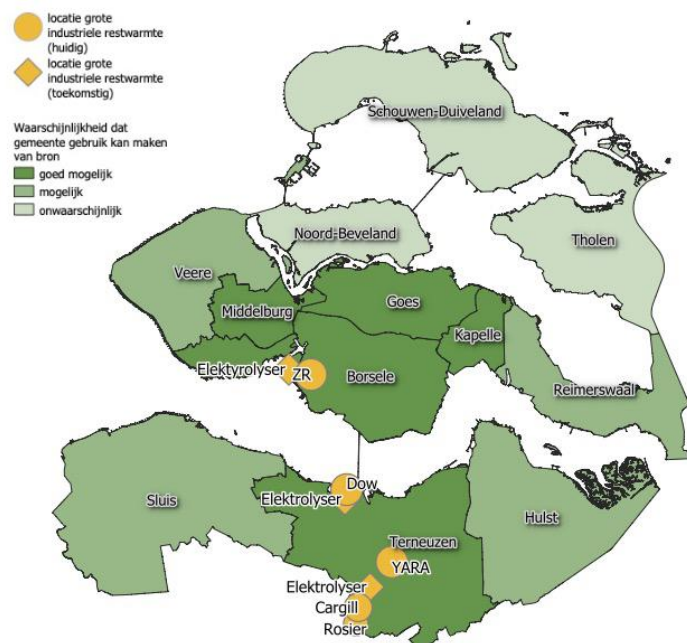 locatie grote
industriele restwarmte
(huidig)
locatie grote
industriele restwarmte
(toekomstig)
Waarschijnlijkheid dat
gemeente gebruik kan maken
van bron
goed mogelijk
mogelijk
onwaarschijnlijk
Schouwen-Duiveland
Noord-Beveland
Tholen
Veere
Middelburg
Goes
Kapelle
Elektyrolyser
ZR
Borsele
Reimerswaal
Dow
Elektrolyser
Sluis
Hulst
Terneuzen
YARA
Elektrolyser
Cargill
Rosier